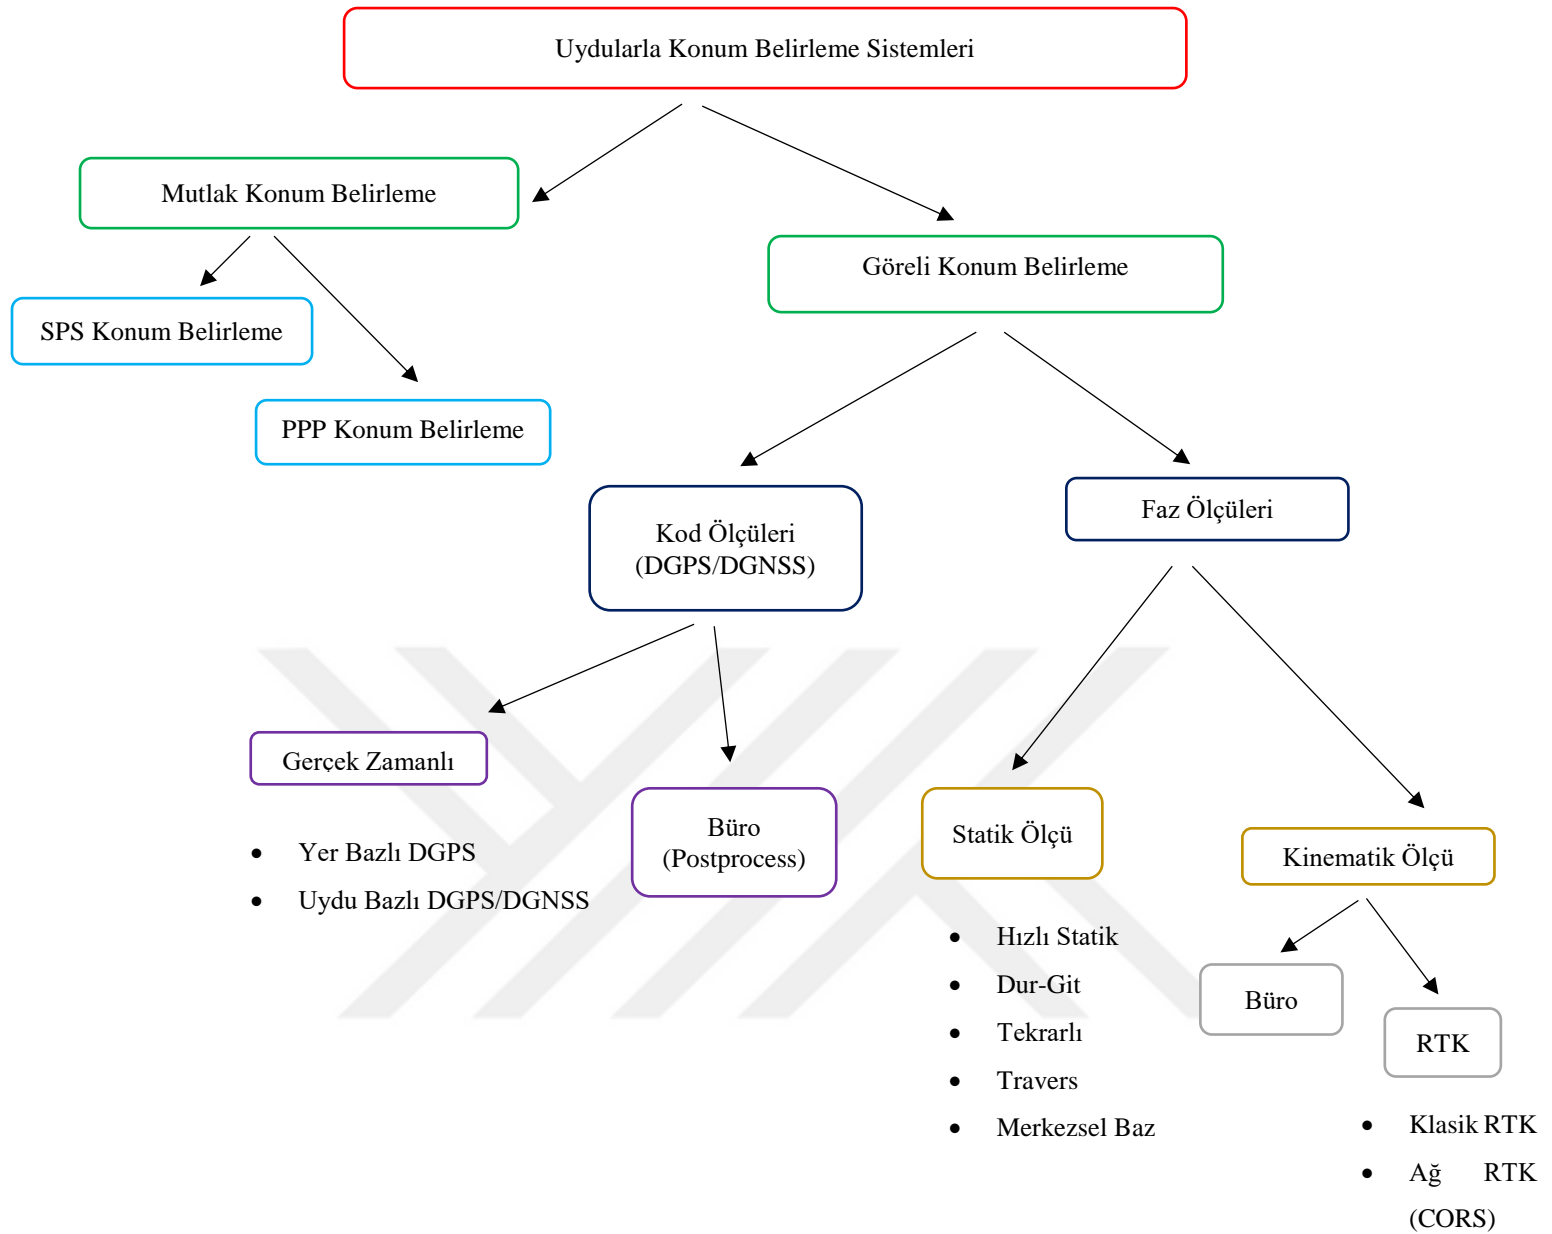 Uydularla Konum Belirleme Sistemleri
Mutlak Konum Belirleme
Göreli Konum Belirleme
SPS Konum Belirleme
PPP Konum Belirleme
Kod Ölçüleri
(DGPS/DGNSS)
Faz Ölçüleri
Gerçek Zamanlı
• Yer Bazlı DGPS
• Uydu Bazlı DGPS/DGNSS
Büro
(Postprocess)
Statik Ölçü
• Hızlı Statik
• Dur-Git
• Tekrarlı
• Travers
• Merkezsel Baz
Kinematik Ölçü
Büro
RTK
• Klasik RTK
• Ağ RTK
(CORS)